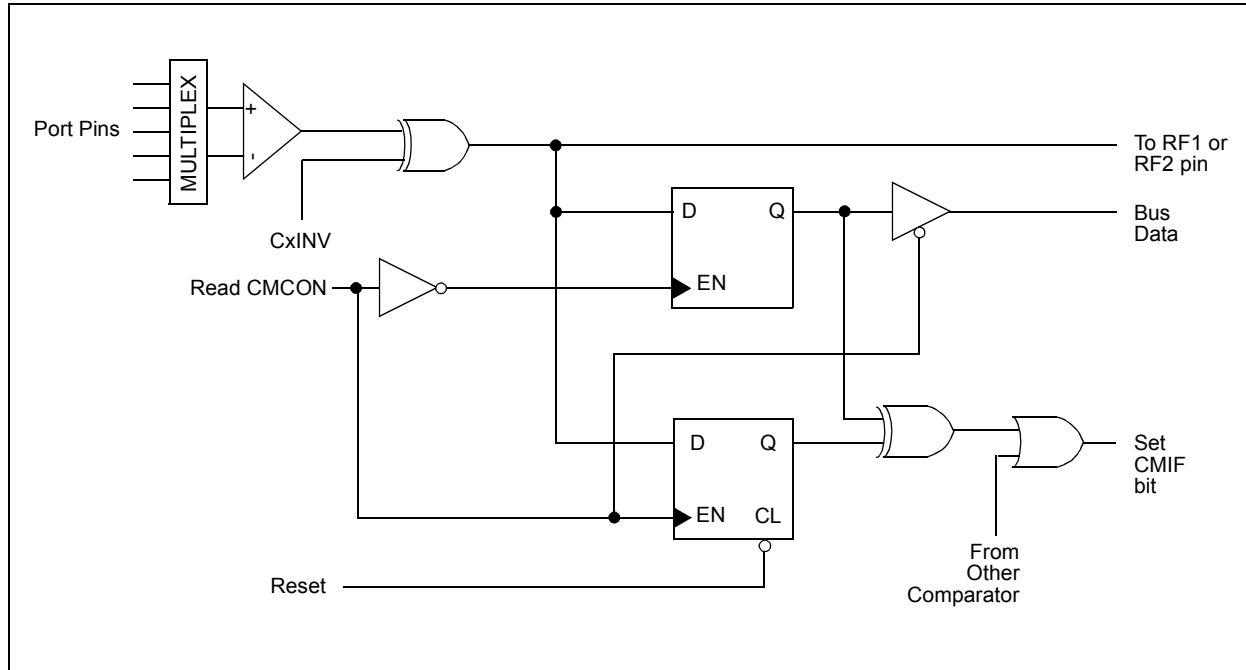 MULTIPLEX
Port Pins
+
-
CxINV
To RF1 or
RF2 pin
D
Q
EN
Bus
Data
Read CMCON
D
Q
EN
CL
Set
CMIF
bit
From
Other
Comparator
Reset